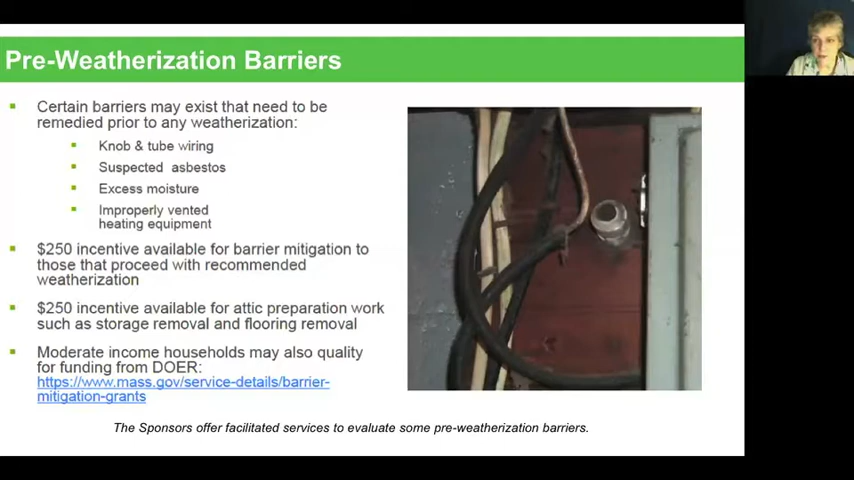 Pre-Weatherization Barriers
Certain barriers may exist that need to be
remedied prior to any weatherization:
Knob & tube wiring
Suspected asbestos
Excess moisture
Improperly vented
heating equipment
$250 incentive available for barrier mitigation to
those that proceed with recommended
weatherization
$250 incentive available for attic preparation work
such as storage removal and flooring removal
Moderate income households may also quality
for funding from DOER:
https://www.mass.gov/service-details/barrier-
mitigation-grants
The Sponsors offer facilitated services to evaluate some pre-weatherization barriers.